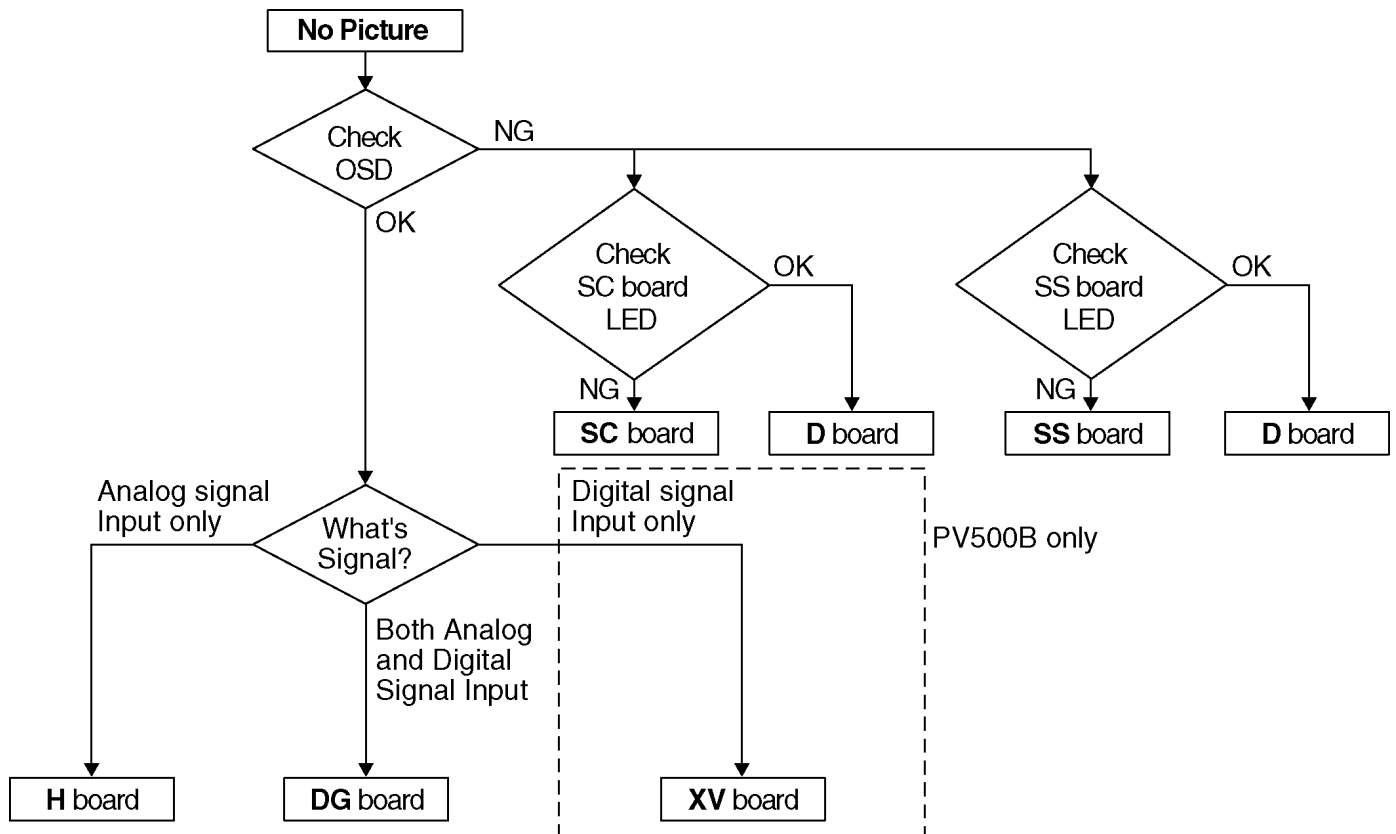 No Picture
Check
OSD
NG
OK
Check
SC board
LED
OK
NG
SC board
D board
Check
SS board
LED
OK
NG
SS board
D board
Analog signal
Input only
What's
Signal?
Digital signal
Input only
PV500B only
Both Analog
and Digital
Signal Input
H board
DG board
XV board